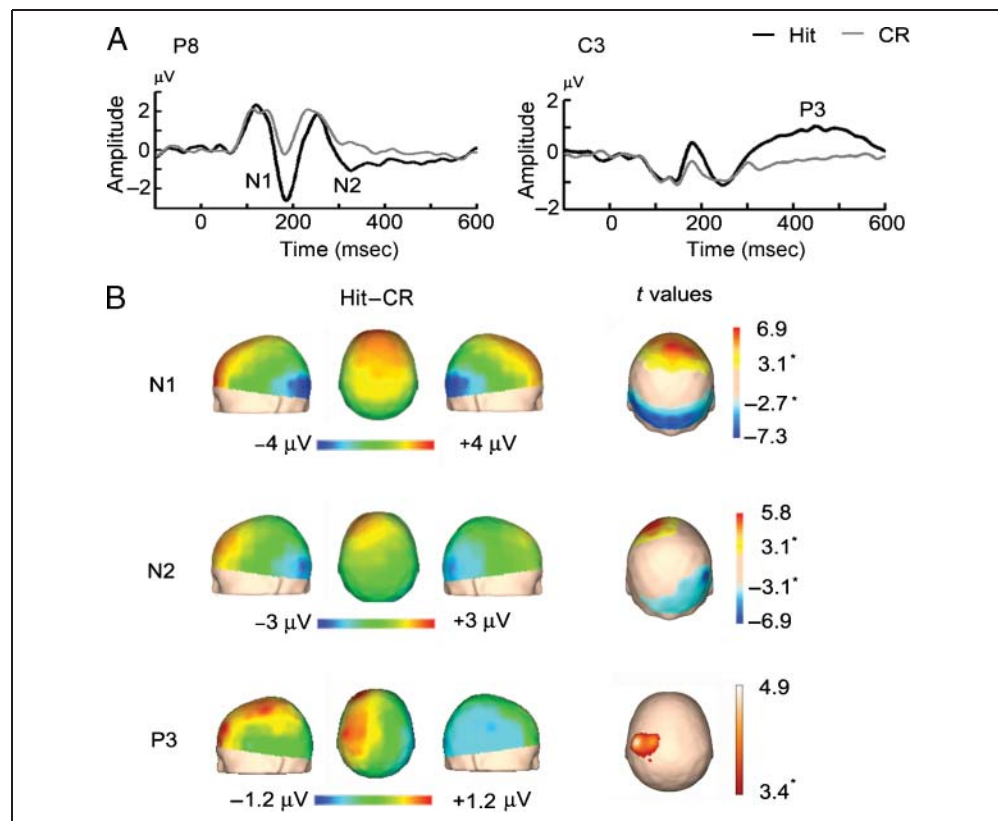 A
P8
C3
Hit
CR
μV
Amplitude
2
0
−2
N1
N2
0
200
400
600
Time (msec)
μV
Amplitude
2
0
−2
P3
0
200
400
600
Time (msec)
B
Hit–CR
t values
N1
−4 μV
+4 μV
6.9
3.1*
−2.7*
−7.3
N2
−3 μV
+3 μV
5.8
3.1*
−3.1*
−6.9
P3
−1.2 μV
+1.2 μV
4.9
3.4*